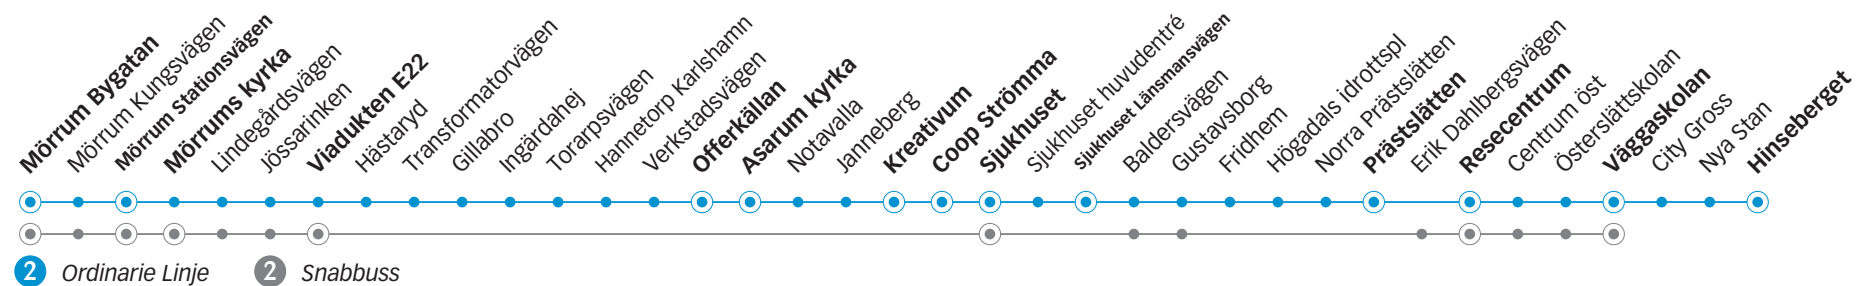 Mörrum Bygatan
Mörrum Kungsvägen
Mörrum Stationsvägen
Mörrums kyrka
Lindegårdsvägen
Jössarinken
Viadukten E22
Hästaryd
Transformatorvägen
Gillabro
Ingärdahej
Torarpsvägen
Hannetorp Karlshamn
Verkstadsvägen
Offerkällan
Asarum kyrka
Notavalla
Janneberg
Kreativum
Coop Strömma
Sjukhuset
Sjukhuset huvudentré
Sjukhuset Länsmansvägen
Baldersvägen
Gustavsborg
Fridhem
Högadals idrottspl
Norra Prästslätten
Prästslätten
Erik Dahlbergsvägen
Resecentrum
Centrum öst
Österslättskolan
Väggaskolan
City Gross
Nya Stan
Hinseberget
2 Ordinarie Linje
2 Snabbuss